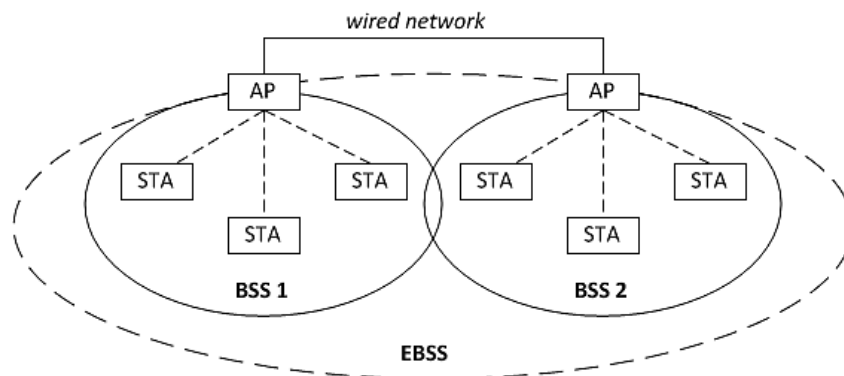 wired network
AP
AP
STA
STA
STA
STA
STA
STA
BSS 1
BSS 2
EBSS